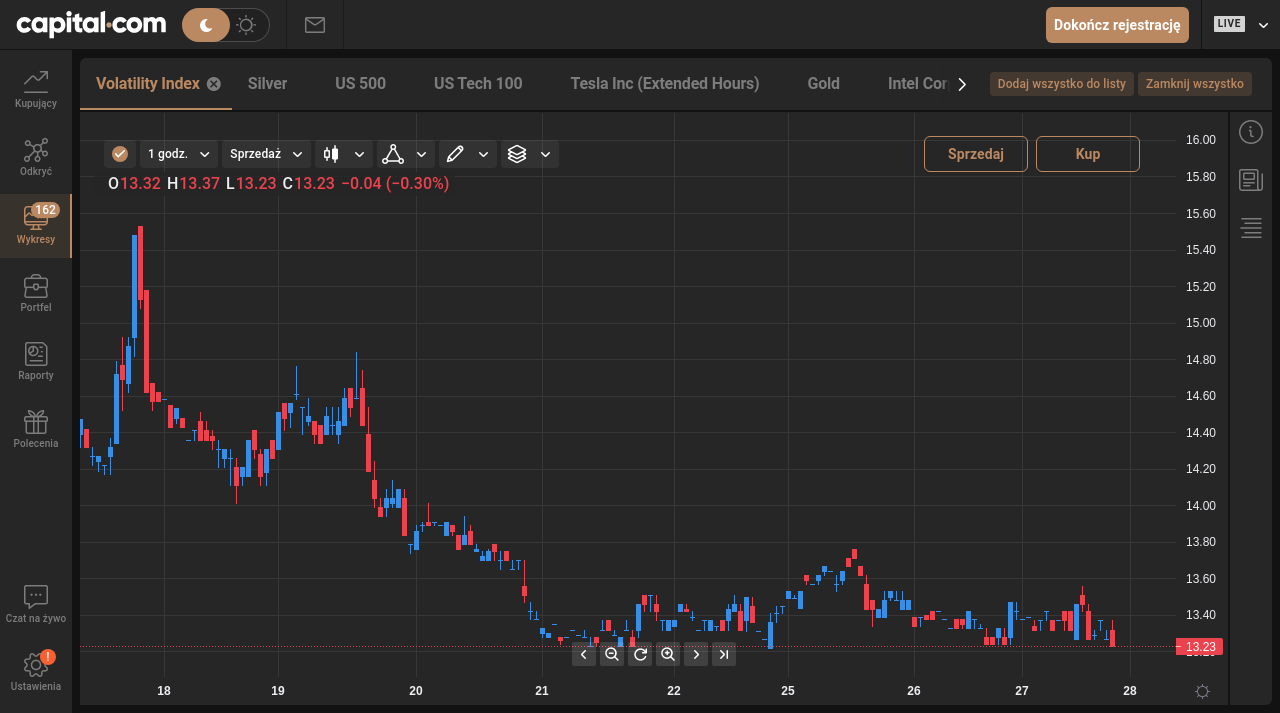 capital.com
Dokończ rejestrację
LIVE
Kupujący
Odkryć
162
Wykresy
Portfel
Raporty
Polecenia
Czat na żywo
!
Ustawienia
Volatility Index
Silver
US 500
US Tech 100
Tesla Inc (Extended Hours)
Gold
Intel Cor
Dodaj wszystko do listy
Zamknij wszystko
1 godz.
Sprzedaż
Sprzedaj
Kup
O13.32 H13.37 L13.23 C13.23 −0.04 (−0.30%)
16.00
15.80
15.60
15.40
15.20
15.00
14.80
14.60
14.40
14.20
14.00
13.80
13.60
13.40
13.23
18 19 20 21 22 25 26 27 28